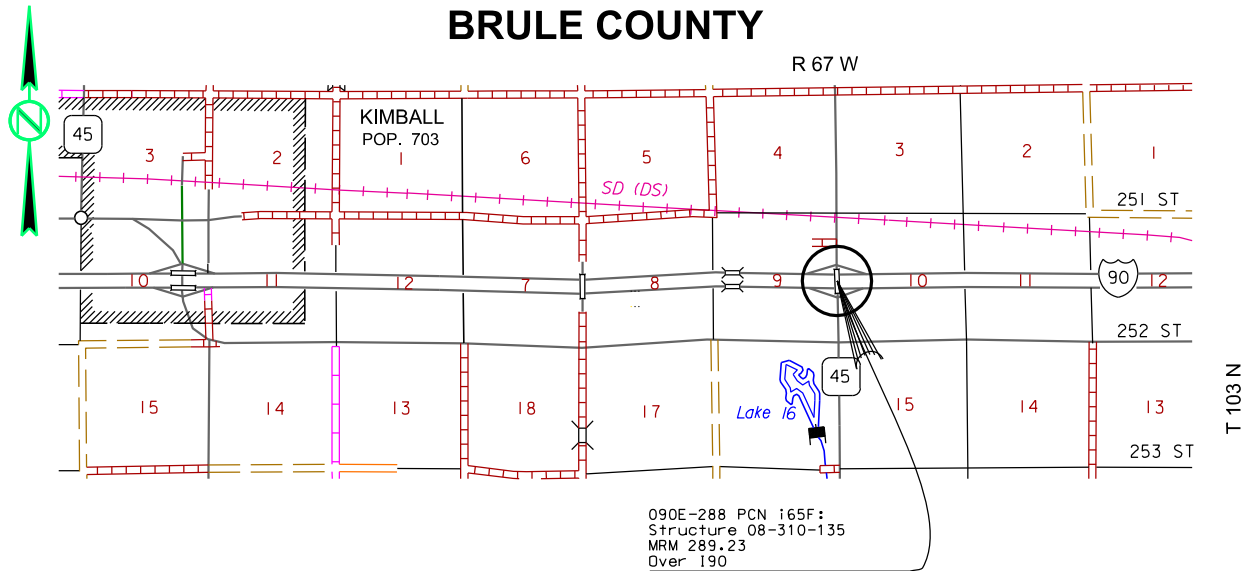 BRULE COUNTY
R 67 W
N
45
KIMBALL
POP. 703
3 2 1 6 5 4 3 2 1
SD (DS)
251 ST
10 11 12 7 8 9 10 11 90 12
252 ST
45
15 14 13 18 17 Lake 16 15 14 13
T 103 N
253 ST
090E-288 PCN i65F:
Structure 08-310-135
MRM 289.23
Over I90